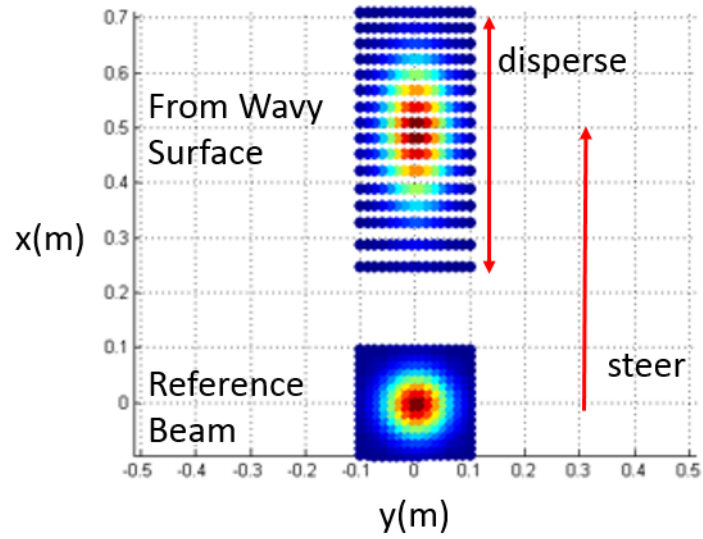 0.7
disperse
0.6
From Wavy
Surface
0.5
0.4
x(m)
0.3
0.2
0.1
steer
Reference
Beam
0
-0.5 -0.4 -0.3 -0.2 -0.1 0 0.1 0.2 0.3 0.4 0.5
y(m)